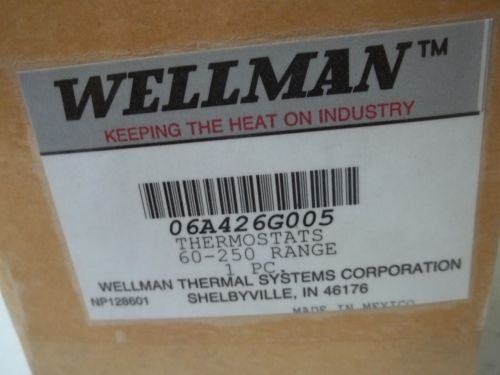 WELLMAN™
KEEPING THE HEAT ON INDUSTRY
06A426G005
THERMOSTATS
60-250 RANGE
1 PC.
WELLMAN THERMAL SYSTEMS CORPORATION
NP128601
SHELBYVILLE, IN 46176
MADE IN MEXICO